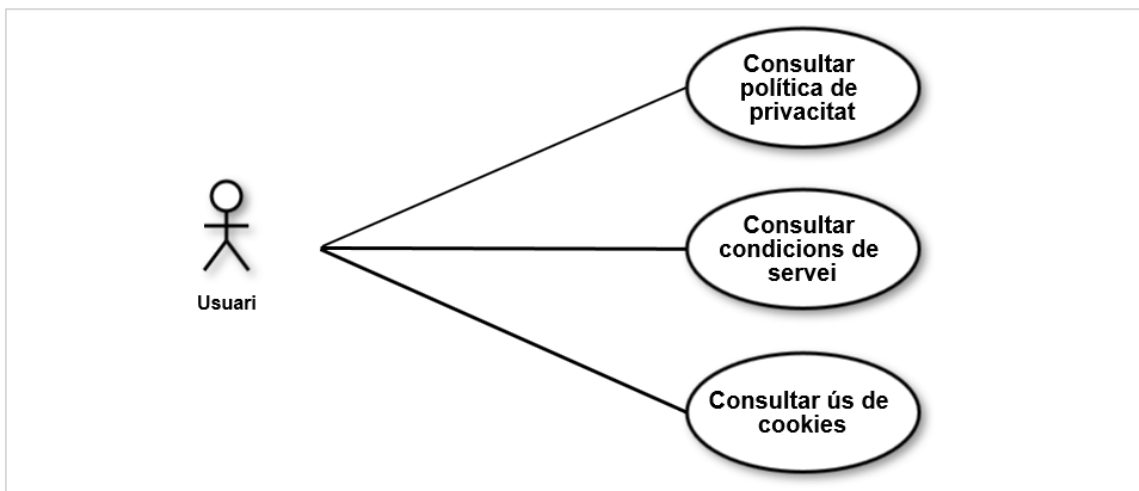 Consultar
política de
privacitat
Consultar
condicions de
servei
Usuari
Consultar ús de
cookies